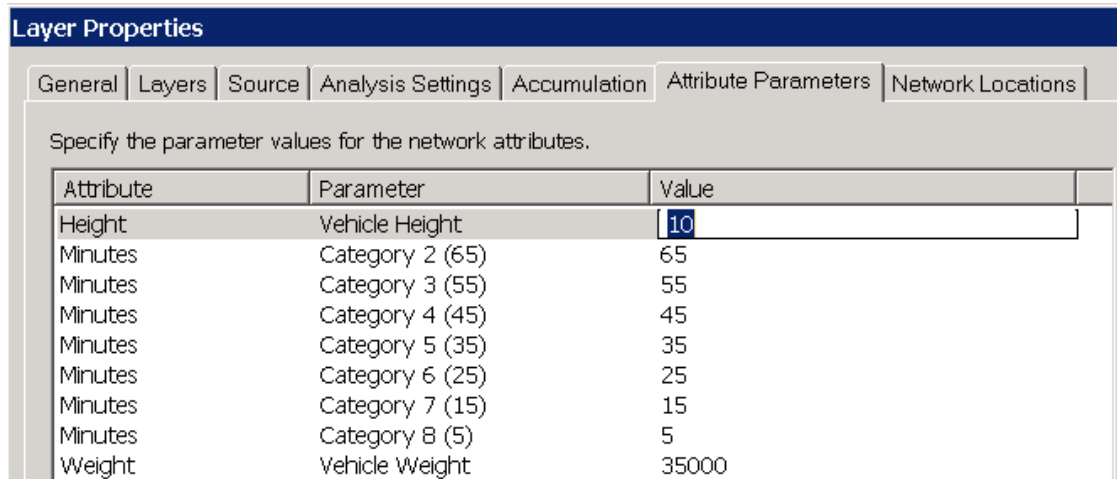 Layer Properties
General Layers Source Analysis Settings Accumulation Attribute Parameters Network Locations
Specify the parameter values for the network attributes.
Attribute Parameter Value
Height Vehicle Height 10
Minutes Category 2 (65) 65
Minutes Category 3 (55) 55
Minutes Category 4 (45) 45
Minutes Category 5 (35) 35
Minutes Category 6 (25) 25
Minutes Category 7 (15) 15
Minutes Category 8 (5) 5
Weight Vehicle Weight 35000